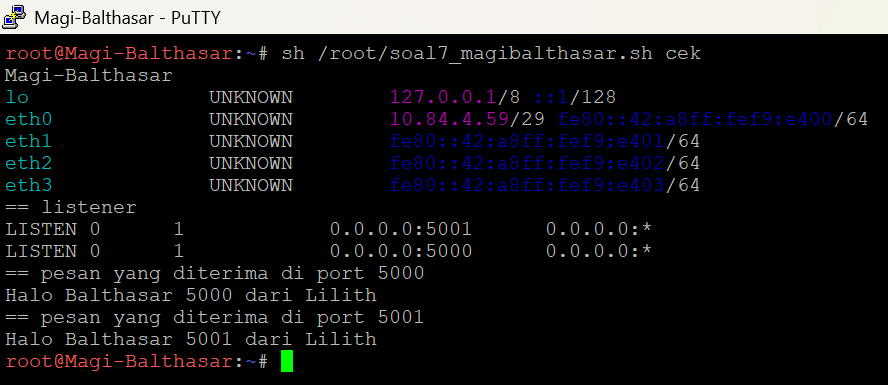 Magi-Balthasar - PuTTY
root@Magi-Balthasar:~# sh /root/soal7_magibalthasar.sh cek
Magi-Balthasar
lo UNKNOWN 127.0.0.1/8 ::1/128
eth0 UNKNOWN 10.84.4.59/29 fe80::42:a8ff:fef9:e400/64
eth1 UNKNOWN fe80::42:a8ff:fef9:e401/64
eth2 UNKNOWN fe80::42:a8ff:fef9:e402/64
eth3 UNKNOWN fe80::42:a8ff:fef9:e403/64
== listener
LISTEN 0 1 0.0.0.0:5001 0.0.0.0:*
LISTEN 0 1 0.0.0.0:5000 0.0.0.0:*
== pesan yang diterima di port 5000
Halo Balthasar 5000 dari Lilith
== pesan yang diterima di port 5001
Halo Balthasar 5001 dari Lilith
root@Magi-Balthasar:~#